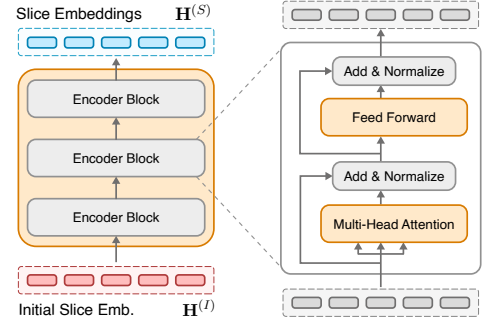 Slice Embeddings H^(S)
Encoder Block
Encoder Block
Encoder Block
Initial Slice Emb. H^(I)
Add & Normalize
Feed Forward
Add & Normalize
Multi-Head Attention